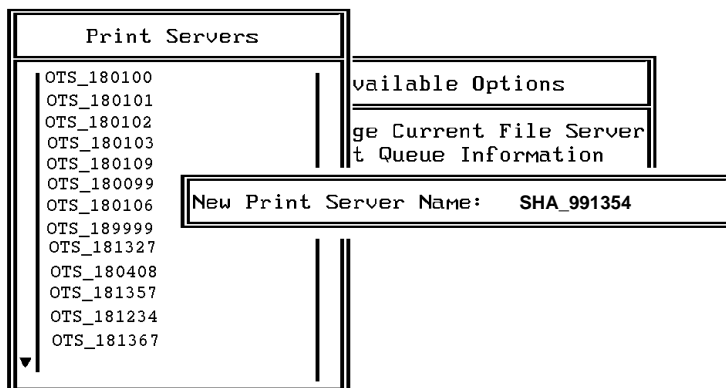 Print Servers
OTS_180100
OTS_180101
OTS_180102
OTS_180103
OTS_180109
OTS_180099
OTS_180106
OTS_189999
OTS_181327
OTS_180408
OTS_181357
OTS_181234
OTS_181367
vailable Options
ge Current File Server
t Queue Information
New Print Server Name: SHA_991354